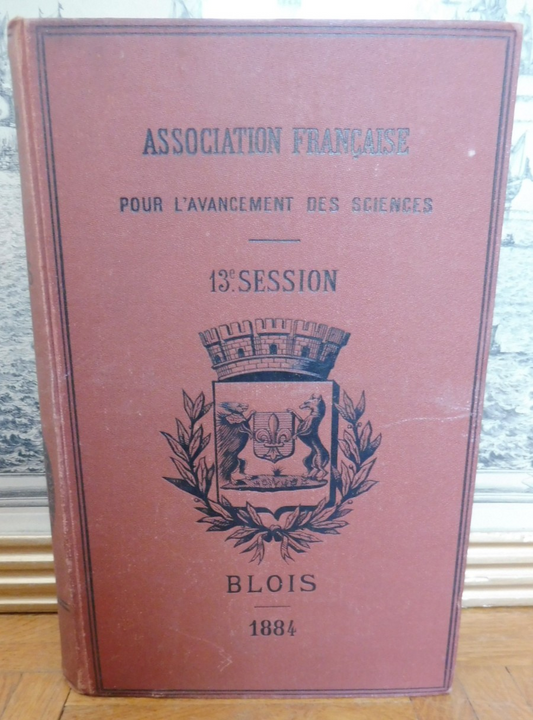 ASSOCIATION FRANÇAISE
POUR L'AVANCEMENT DES SCIENCES
13e. SESSION
BLOIS
1884